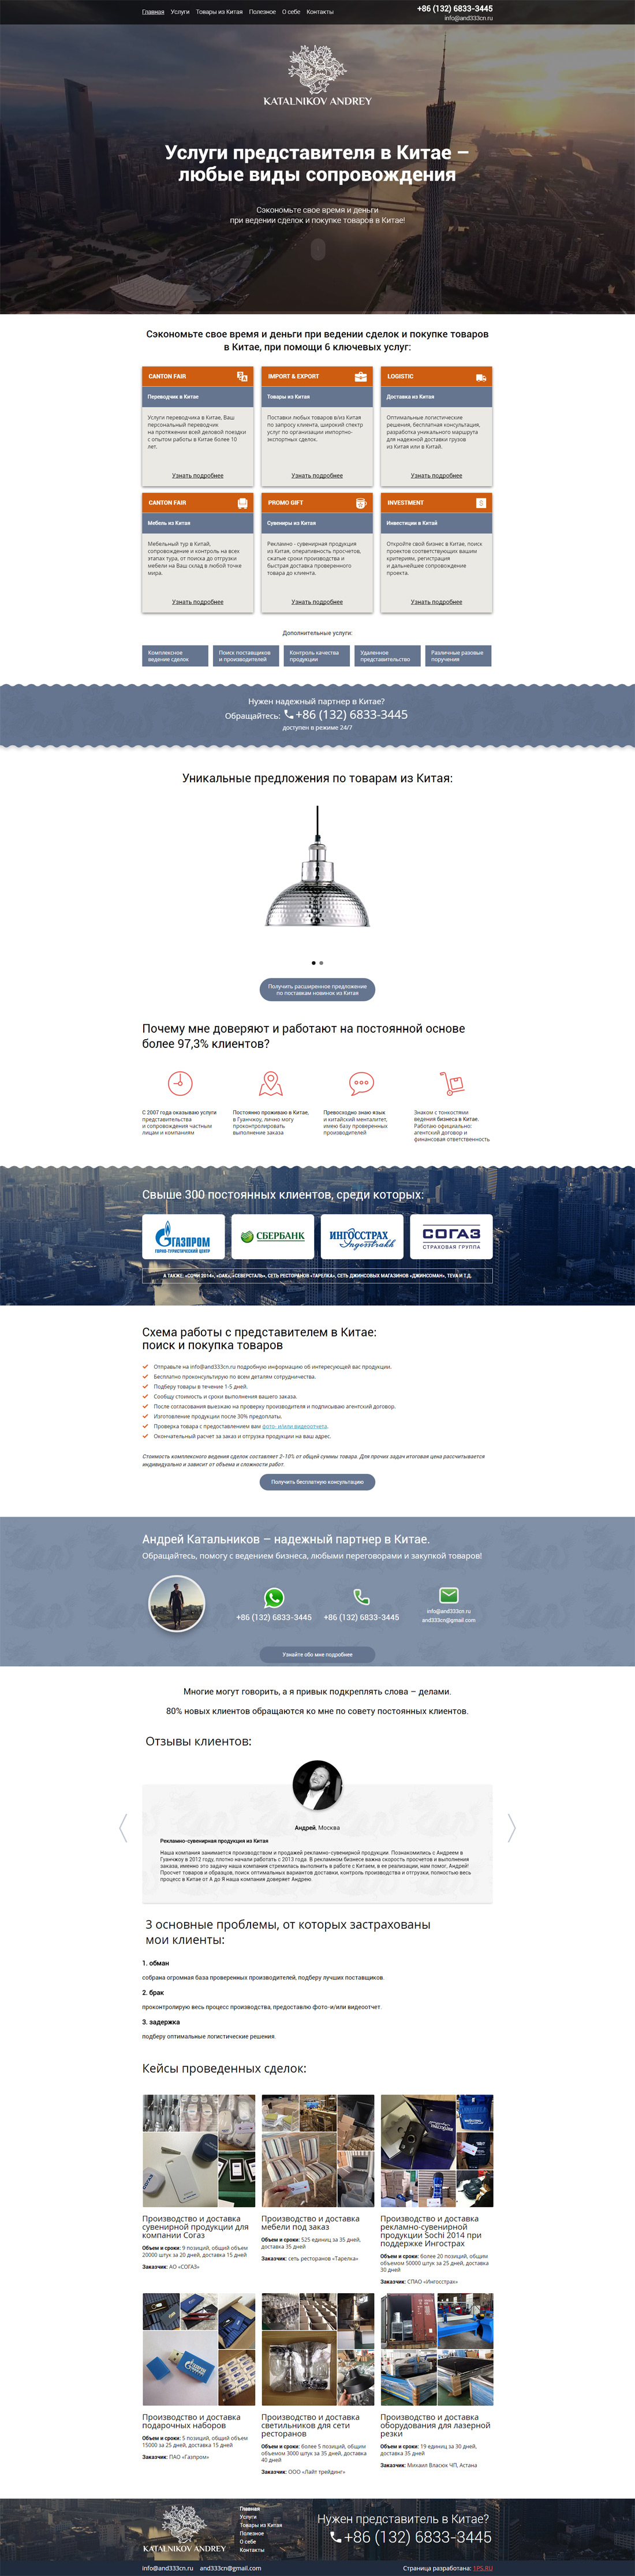 Главная Услуги Товары из Китая Полезное О себе Контакты
+86 (132) 6833-3445
info@and333cn.ru
KATALNIKOV ANDREY
Услуги представителя в Китае –
любые виды сопровождения
Сэкономьте свое время и деньги
при ведении сделок и покупке товаров в Китае!
Сэкономьте свое время и деньги при ведении сделок и покупке товаров
в Китае, при помощи 6 ключевых услуг:
CANTON FAIR
Переводчик в Китае
Услуги переводчика в Китае, Ваш
персональный переводчик
на протяжении всей деловой поездки
с опытом работы в Китае более 10
лет.
Узнать подробнее
IMPORT & EXPORT
Товары из Китая
Поставки любых товаров в/из Китая
по запросу клиента, широкий спектр
услуг по организации импортно-
экспортных сделок.
Узнать подробнее
LOGISTIC
Доставка из Китая
Оптимальные логистические
решения, бесплатная консультация,
разработка уникального маршрута
для надежной доставки грузов
из Китая или в Китай.
Узнать подробнее
CANTON FAIR
Мебель из Китая
Мебельный тур в Китай,
сопровождение и контроль на всех
этапах тура, от поиска до отгрузки
мебели на Ваш склад в любой точке
мира.
Узнать подробнее
PROMO GIFT
Сувениры из Китая
Рекламно - сувенирная продукция
из Китая, оперативность просчетов,
сжатые сроки производства и
быстрая доставка проверенного
товара до клиента.
Узнать подробнее
INVESTMENT
Инвестиции в Китай
Откройте свой бизнес в Китае, поиск
проектов соответствующих вашим
критериям, регистрация
и дальнейшее сопровождение
проекта.
Узнать подробнее
Дополнительные услуги:
Комплексное
ведение сделок
Поиск поставщиков
и производителей
Контроль качества
продукции
Удаленное
представительство
Различные разовые
поручения
Нужен надежный партнер в Китае?
Обращайтесь: +86 (132) 6833-3445
доступен в режиме 24/7
Уникальные предложения по товарам из Китая:
Получить расширенное предложение
по поставкам новинок из Китая
Почему мне доверяют и работают на постоянной основе
более 97,3% клиентов?
С 2007 года оказываю услуги
представительства
и сопровождения частным
лицам и компаниям
Постоянно проживаю в Китае,
в Гуанчжоу, лично могу
проконтролировать
выполнение заказа
Превосходно знаю язык
и китайский менталитет,
имею базу проверенных
производителей
Знаком с тонкостями
ведения бизнеса в Китае.
Работаю официально:
агентский договор и
финансовая ответственность
Свыше 300 постоянных клиентов, среди которых:
ГАЗПРОМ
ГОРНО-ТУРИСТИЧЕСКИЙ ЦЕНТР
СБЕРБАНК
ИНГОССТРАХ
Ingosstrakh
СОГАЗ
СТРАХОВАЯ ГРУППА
А ТАКЖЕ: «СОЧИ 2014», «ОАК», «СЕВЕРСТАЛЬ», СЕТЬ РЕСТОРАНОВ «ТАРЕЛКА», СЕТЬ ДЖИНСОВЫХ МАГАЗИНОВ «ДЖИНСОМАН», TEVA И Т.Д.
Схема работы с представителем в Китае:
поиск и покупка товаров
Отправьте на info@and333cn.ru подробную информацию об интересующей вас продукции.
Бесплатно проконсультирую по всем деталям сотрудничества.
Подберу товары в течение 1-5 дней.
Сообщу стоимость и сроки выполнения вашего заказа.
После согласования выезжаю на проверку производителя и подписываю агентский договор.
Изготовление продукции после 30% предоплаты.
Проверка товара с предоставлением вам фото- и/или видеоотчета.
Окончательный расчет за заказ и отгрузка продукции на ваш адрес.
Стоимость комплексного ведения сделок составляет 2-10% от общей суммы товара. Для прочих задач итоговая цена рассчитывается
индивидуально и зависит от объема и сложности работ.
Получить бесплатную консультацию
Андрей Катальников – надежный партнер в Китае.
Обращайтесь, помогу с ведением бизнеса, любыми переговорами и закупкой товаров!
+86 (132) 6833-3445
+86 (132) 6833-3445
info@and333cn.ru
and333cn@gmail.com
Узнайте обо мне подробнее
Многие могут говорить, а я привык подкреплять слова – делами.
80% новых клиентов обращаются ко мне по совету постоянных клиентов.
Отзывы клиентов:
Андрей, Москва
Рекламно-сувенирная продукция из Китая
Наша компания занимается производством и продажей рекламно-сувенирной продукции. Познакомились с Андреем в
Гуанчжоу в 2012 году, плотно начали работать с 2013 года. В рекламном бизнесе важна скорость просчетов и выполнения
заказа, именно эту задачу наша компания стремилась выполнить в работе с Китаем, в ее реализации, нам помог, Андрей!
Просчет товаров и образцов, поиск оптимальных вариантов доставки, контроль производства и отгрузки, полностью весь
процесс в Китае от А до Я наша компания доверяет Андрею.
3 основные проблемы, от которых застрахованы
мои клиенты:
1. обман
собрана огромная база проверенных производителей, подберу лучших поставщиков.
2. брак
проконтролирую весь процесс производства, предоставлю фото-и/или видеоотчет.
3. задержка
подберу оптимальные логистические решения.
Кейсы проведенных сделок:
Производство и доставка
сувенирной продукции для
компании Согаз
Объем и сроки: 9 позиций, общий объем
20000 штук за 20 дней, доставка 15 дней
Заказчик: АО «СОГАЗ»
Производство и доставка
мебели под заказ
Объем и сроки: 525 единиц за 35 дней,
доставка 35 дней
Заказчик: сеть ресторанов «Тарелка»
Производство и доставка
рекламно-сувенирной
продукции Sochi 2014 при
поддержке Ингострах
Объем и сроки: более 20 позиций, общим
объемом 50000 штук за 25 дней, доставка
30 дней
Заказчик: СПАО «Ингосстрах»
Производство и доставка
подарочных наборов
Объем и сроки: 5 позиций, общий объем
15000 за 25 дней, доставка 15 дней
Заказчик: ПАО «Газпром»
Производство и доставка
светильников для сети
ресторанов
Объем и сроки: более 5 позиций, общим
объемом 3000 штук за 35 дней, доставка
40 дней
Заказчик: ООО «Лайт трейдинг»
Производство и доставка
оборудования для лазерной
резки
Объем и сроки: 19 единиц за 30 дней,
доставка 35 дней
Заказчик: Михаил Власюк ЧП, Астана
KATALNIKOV ANDREY
Главная
Услуги
Товары из Китая
Полезное
О себе
Контакты
Нужен представитель в Китае?
+86 (132) 6833-3445
info@and333cn.ru and333cn@gmail.com
Страница разработана: 1PS.RU